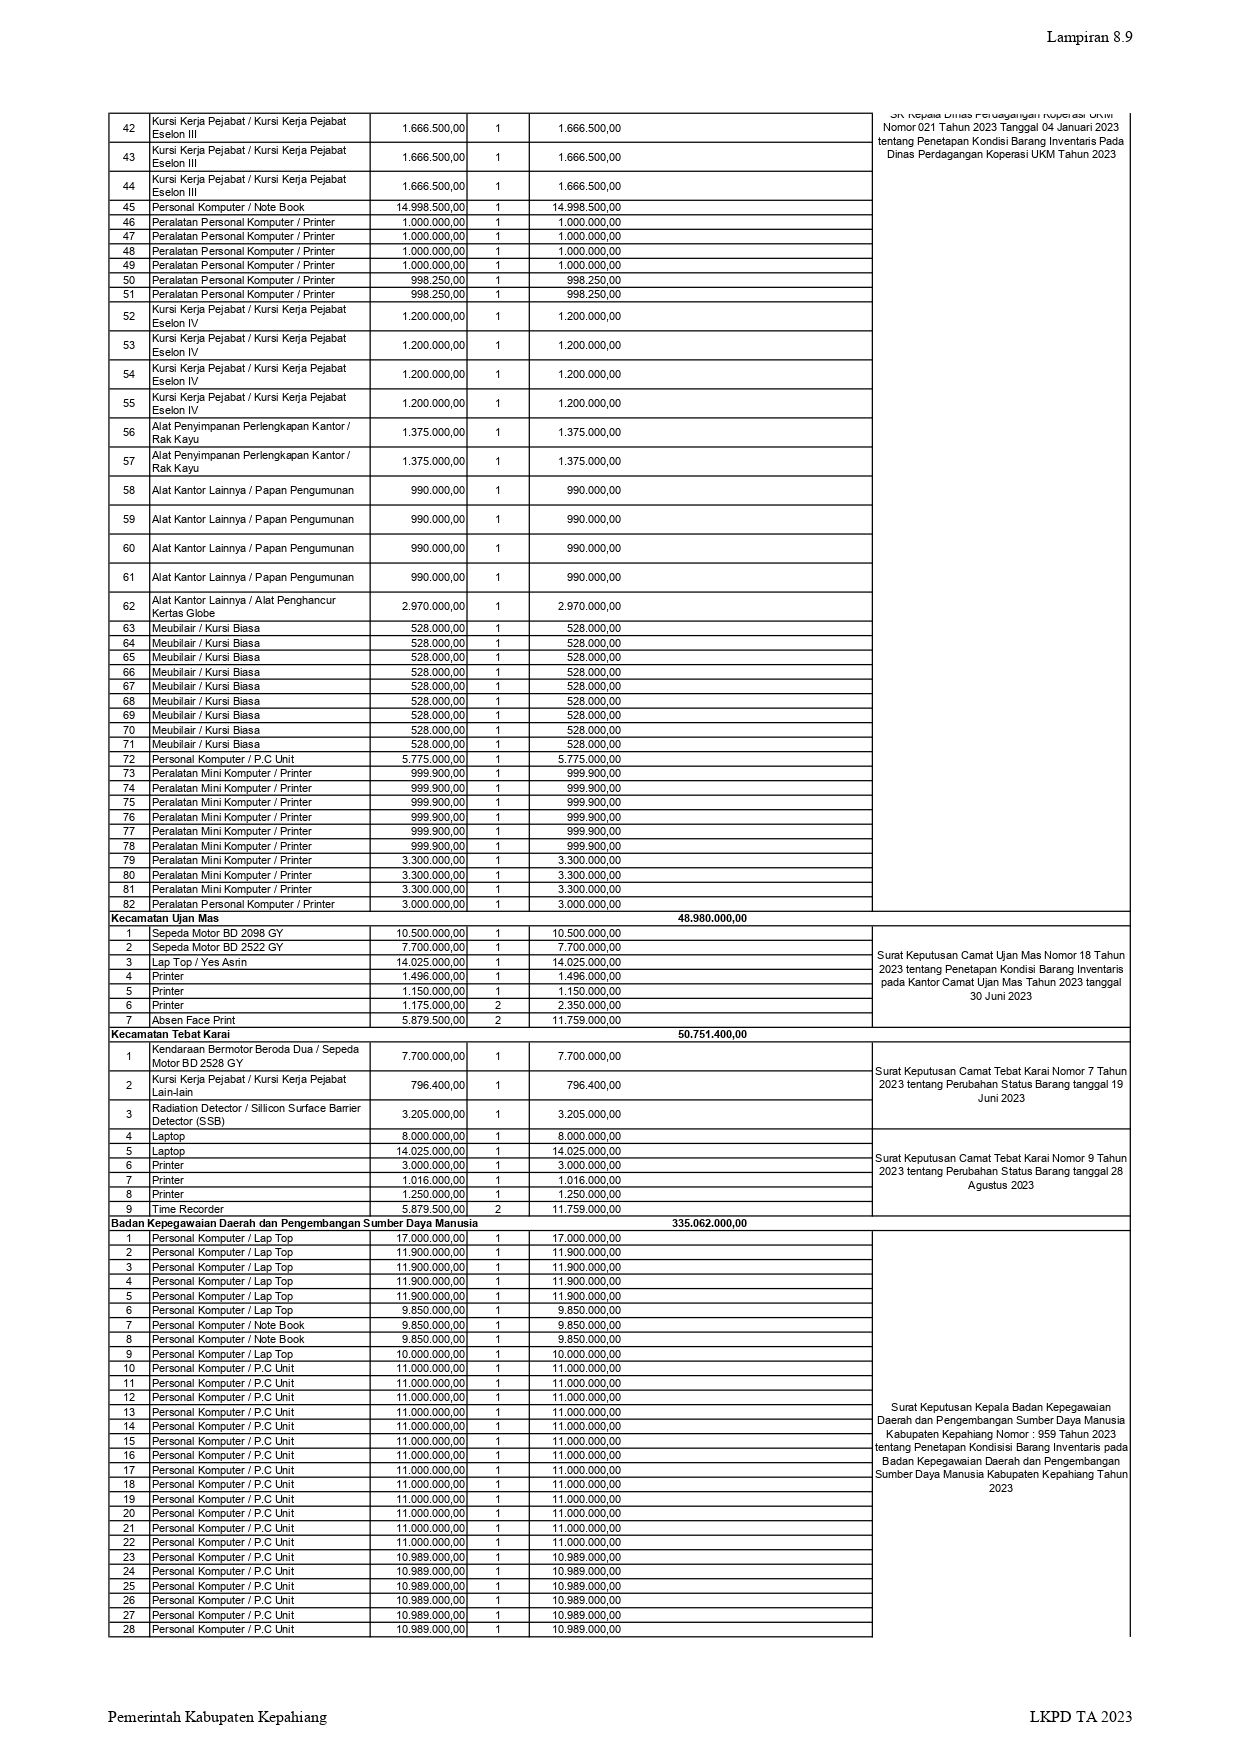 Lampiran 8.9
42 Kursi Kerja Pejabat / Kursi Kerja Pejabat Eselon III 1.666.500,00 1 1.666.500,00
43 Kursi Kerja Pejabat / Kursi Kerja Pejabat Eselon III 1.666.500,00 1 1.666.500,00
44 Kursi Kerja Pejabat / Kursi Kerja Pejabat Eselon III 1.666.500,00 1 1.666.500,00
45 Personal Komputer / Note Book 14.998.500,00 1 14.998.500,00
46 Peralatan Personal Komputer / Printer 1.000.000,00 1 1.000.000,00
47 Peralatan Personal Komputer / Printer 1.000.000,00 1 1.000.000,00
48 Peralatan Personal Komputer / Printer 1.000.000,00 1 1.000.000,00
49 Peralatan Personal Komputer / Printer 1.000.000,00 1 1.000.000,00
50 Peralatan Personal Komputer / Printer 998.250,00 1 998.250,00
51 Peralatan Personal Komputer / Printer 998.250,00 1 998.250,00
52 Kursi Kerja Pejabat / Kursi Kerja Pejabat Eselon IV 1.200.000,00 1 1.200.000,00
53 Kursi Kerja Pejabat / Kursi Kerja Pejabat Eselon IV 1.200.000,00 1 1.200.000,00
54 Kursi Kerja Pejabat / Kursi Kerja Pejabat Eselon IV 1.200.000,00 1 1.200.000,00
55 Kursi Kerja Pejabat / Kursi Kerja Pejabat Eselon IV 1.200.000,00 1 1.200.000,00
56 Alat Penyimpanan Perlengkapan Kantor / Rak Kayu 1.375.000,00 1 1.375.000,00
57 Alat Penyimpanan Perlengkapan Kantor / Rak Kayu 1.375.000,00 1 1.375.000,00
58 Alat Kantor Lainnya / Papan Pengumunan 990.000,00 1 990.000,00
59 Alat Kantor Lainnya / Papan Pengumunan 990.000,00 1 990.000,00
60 Alat Kantor Lainnya / Papan Pengumunan 990.000,00 1 990.000,00
61 Alat Kantor Lainnya / Papan Pengumunan 990.000,00 1 990.000,00
62 Alat Kantor Lainnya / Alat Penghancur Kertas Globe 2.970.000,00 1 2.970.000,00
63 Meubilair / Kursi Biasa 528.000,00 1 528.000,00
64 Meubilair / Kursi Biasa 528.000,00 1 528.000,00
65 Meubilair / Kursi Biasa 528.000,00 1 528.000,00
66 Meubilair / Kursi Biasa 528.000,00 1 528.000,00
67 Meubilair / Kursi Biasa 528.000,00 1 528.000,00
68 Meubilair / Kursi Biasa 528.000,00 1 528.000,00
69 Meubilair / Kursi Biasa 528.000,00 1 528.000,00
70 Meubilair / Kursi Biasa 528.000,00 1 528.000,00
71 Meubilair / Kursi Biasa 528.000,00 1 528.000,00
72 Personal Komputer / P.C Unit 5.775.000,00 1 5.775.000,00
73 Peralatan Mini Komputer / Printer 999.900,00 1 999.900,00
74 Peralatan Mini Komputer / Printer 999.900,00 1 999.900,00
75 Peralatan Mini Komputer / Printer 999.900,00 1 999.900,00
76 Peralatan Mini Komputer / Printer 999.900,00 1 999.900,00
77 Peralatan Mini Komputer / Printer 999.900,00 1 999.900,00
78 Peralatan Mini Komputer / Printer 999.900,00 1 999.900,00
79 Peralatan Mini Komputer / Printer 3.300.000,00 1 3.300.000,00
80 Peralatan Mini Komputer / Printer 3.300.000,00 1 3.300.000,00
81 Peralatan Mini Komputer / Printer 3.300.000,00 1 3.300.000,00
82 Peralatan Personal Komputer / Printer 3.000.000,00 1 3.000.000,00
SK Kepala Dinas Perdagangan Koperasi UKM
Nomor 021 Tahun 2023 Tanggal 04 Januari 2023
tentang Penetapan Kondisi Barang Inventaris Pada
Dinas Perdagangan Koperasi UKM Tahun 2023
Kecamatan Ujan Mas 48.980.000,00
1 Sepeda Motor BD 2098 GY 10.500.000,00 1 10.500.000,00
2 Sepeda Motor BD 2522 GY 7.700.000,00 1 7.700.000,00
3 Lap Top / Yes Asrin 14.025.000,00 1 14.025.000,00
4 Printer 1.496.000,00 1 1.496.000,00
5 Printer 1.150.000,00 1 1.150.000,00
6 Printer 1.175.000,00 2 2.350.000,00
7 Absen Face Print 5.879.500,00 2 11.759.000,00
Surat Keputusan Camat Ujan Mas Nomor 18 Tahun
2023 tentang Penetapan Kondisi Barang Inventaris
pada Kantor Camat Ujan Mas Tahun 2023 tanggal
30 Juni 2023
Kecamatan Tebat Karai 50.751.400,00
1 Kendaraan Bermotor Beroda Dua / Sepeda Motor BD 2528 GY 7.700.000,00 1 7.700.000,00
2 Kursi Kerja Pejabat / Kursi Kerja Pejabat Lain-lain 796.400,00 1 796.400,00
3 Radiation Detector / Sillicon Surface Barrier Detector (SSB) 3.205.000,00 1 3.205.000,00
Surat Keputusan Camat Tebat Karai Nomor 7 Tahun
2023 tentang Perubahan Status Barang tanggal 19
Juni 2023
4 Laptop 8.000.000,00 1 8.000.000,00
5 Laptop 14.025.000,00 1 14.025.000,00
6 Printer 3.000.000,00 1 3.000.000,00
7 Printer 1.016.000,00 1 1.016.000,00
8 Printer 1.250.000,00 1 1.250.000,00
9 Time Recorder 5.879.500,00 2 11.759.000,00
Surat Keputusan Camat Tebat Karai Nomor 9 Tahun
2023 tentang Perubahan Status Barang tanggal 28
Agustus 2023
Badan Kepegawaian Daerah dan Pengembangan Sumber Daya Manusia 335.062.000,00
1 Personal Komputer / Lap Top 17.000.000,00 1 17.000.000,00
2 Personal Komputer / Lap Top 11.900.000,00 1 11.900.000,00
3 Personal Komputer / Lap Top 11.900.000,00 1 11.900.000,00
4 Personal Komputer / Lap Top 11.900.000,00 1 11.900.000,00
5 Personal Komputer / Lap Top 11.900.000,00 1 11.900.000,00
6 Personal Komputer / Lap Top 9.850.000,00 1 9.850.000,00
7 Personal Komputer / Note Book 9.850.000,00 1 9.850.000,00
8 Personal Komputer / Note Book 9.850.000,00 1 9.850.000,00
9 Personal Komputer / Lap Top 10.000.000,00 1 10.000.000,00
10 Personal Komputer / P.C Unit 11.000.000,00 1 11.000.000,00
11 Personal Komputer / P.C Unit 11.000.000,00 1 11.000.000,00
12 Personal Komputer / P.C Unit 11.000.000,00 1 11.000.000,00
13 Personal Komputer / P.C Unit 11.000.000,00 1 11.000.000,00
14 Personal Komputer / P.C Unit 11.000.000,00 1 11.000.000,00
15 Personal Komputer / P.C Unit 11.000.000,00 1 11.000.000,00
16 Personal Komputer / P.C Unit 11.000.000,00 1 11.000.000,00
17 Personal Komputer / P.C Unit 11.000.000,00 1 11.000.000,00
18 Personal Komputer / P.C Unit 11.000.000,00 1 11.000.000,00
19 Personal Komputer / P.C Unit 11.000.000,00 1 11.000.000,00
20 Personal Komputer / P.C Unit 11.000.000,00 1 11.000.000,00
21 Personal Komputer / P.C Unit 11.000.000,00 1 11.000.000,00
22 Personal Komputer / P.C Unit 11.000.000,00 1 11.000.000,00
23 Personal Komputer / P.C Unit 10.989.000,00 1 10.989.000,00
24 Personal Komputer / P.C Unit 10.989.000,00 1 10.989.000,00
25 Personal Komputer / P.C Unit 10.989.000,00 1 10.989.000,00
26 Personal Komputer / P.C Unit 10.989.000,00 1 10.989.000,00
27 Personal Komputer / P.C Unit 10.989.000,00 1 10.989.000,00
28 Personal Komputer / P.C Unit 10.989.000,00 1 10.989.000,00
Surat Keputusan Kepala Badan Kepegawaian
Daerah dan Pengembangan Sumber Daya Manusia
Kabupaten Kepahiang Nomor : 959 Tahun 2023
tentang Penetapan Kondisisi Barang Inventaris pada
Badan Kepegawaian Daerah dan Pengembangan
Sumber Daya Manusia Kabupaten Kepahiang Tahun
2023
Pemerintah Kabupaten Kepahiang
LKPD TA 2023